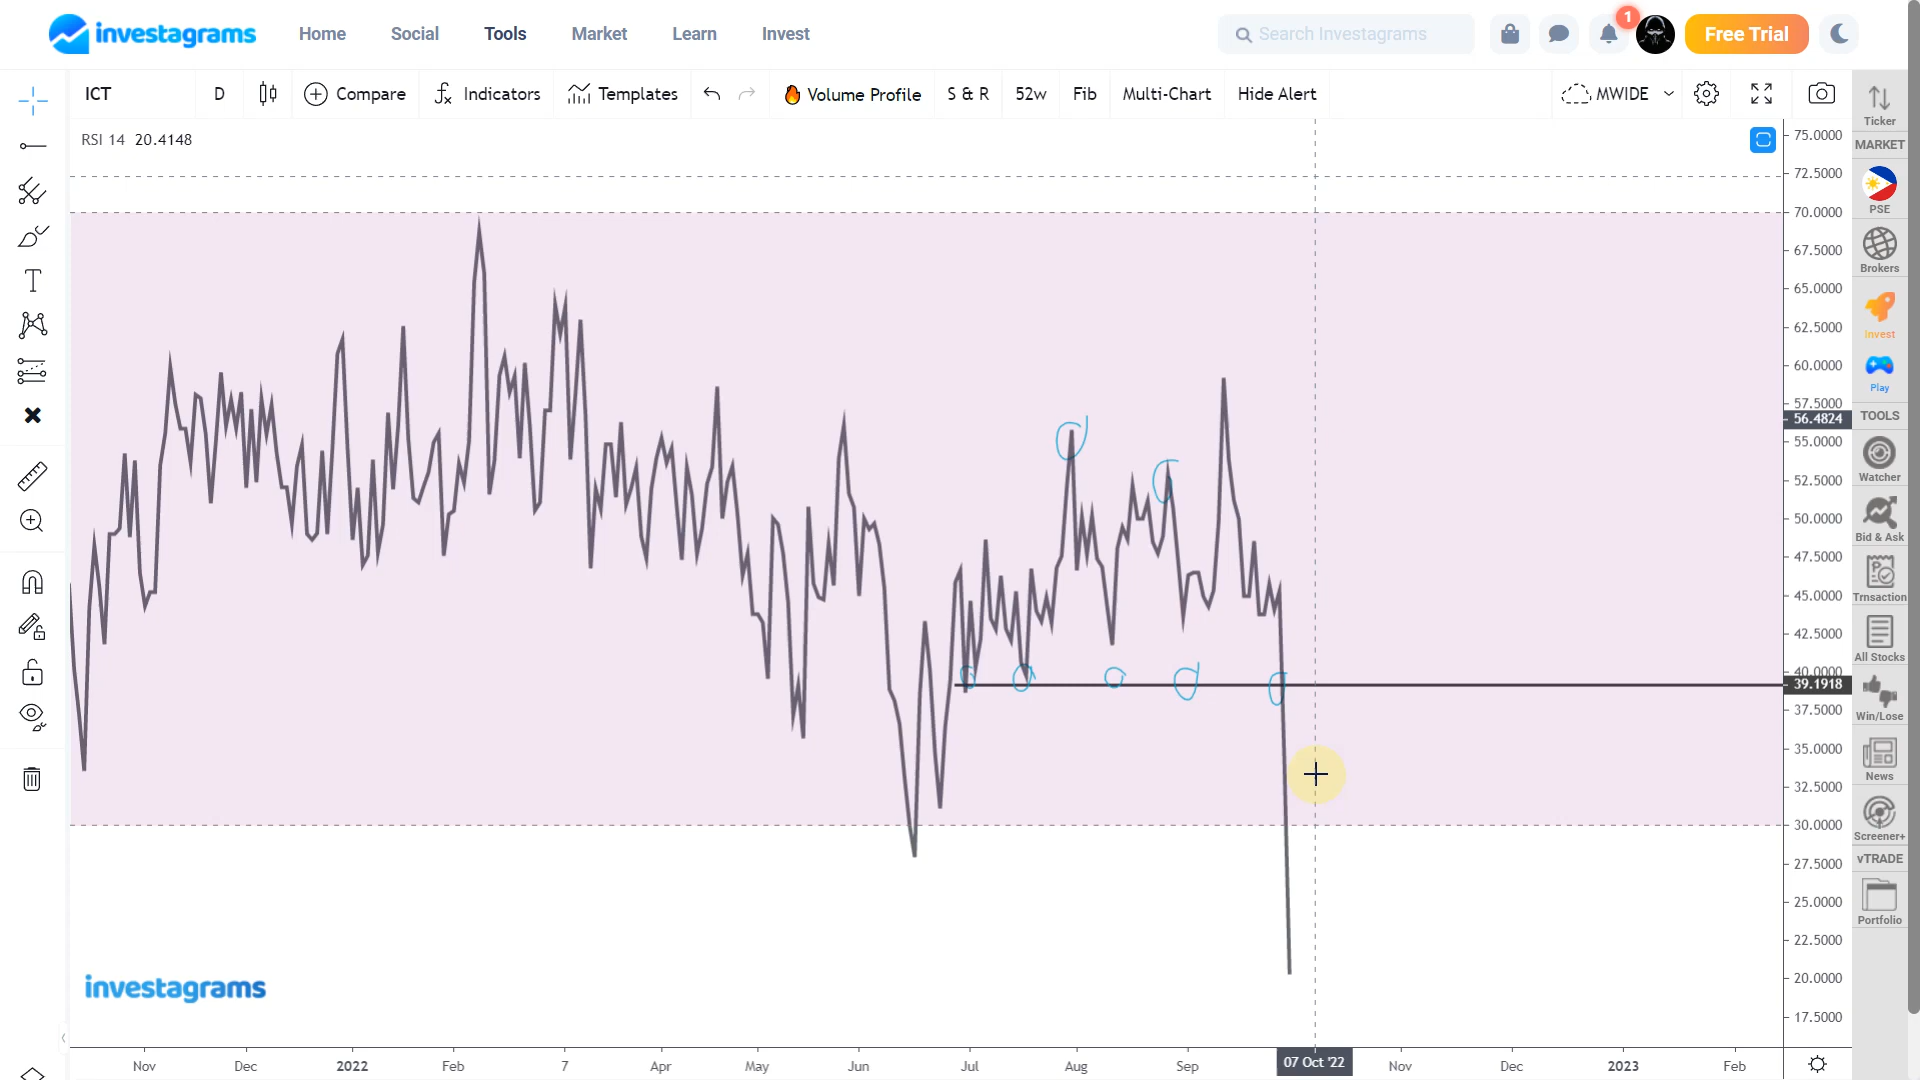 investagrams
Home
Social
Tools
Market
Learn
Invest
Search Investagrams
1
Free Trial
ICT
D
Compare
Indicators
Templates
Volume Profile
S & R
52w
Fib
Multi-Chart
Hide Alert
MWIDE
RSI 14 20.4148
75.0000
72.5000
70.0000
67.5000
65.0000
62.5000
60.0000
57.5000
56.4824
55.0000
52.5000
50.0000
47.5000
45.0000
42.5000
40.0000
39.1918
37.5000
35.0000
32.5000
30.0000
27.5000
25.0000
22.5000
20.0000
17.5000
Ticker
MARKET
PSE
Brokers
Invest
Play
TOOLS
Watcher
Bid & Ask
Trnsaction
All Stocks
Win/Lose
News
Screener+
vTRADE
Portfolio
investagrams
Nov
Dec
2022
Feb
7
Apr
May
Jun
Jul
Aug
Sep
07 Oct '22
Nov
Dec
2023
Feb